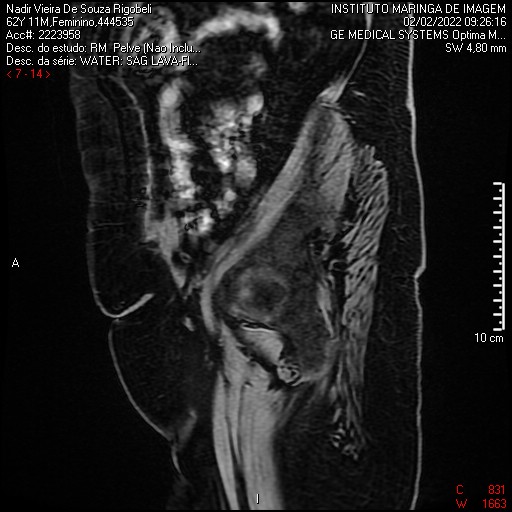 Nadir Vieira De Souza Rigobeli
62Y 11M,Feminino,444535
Acc#: 2223958
Desc. do estudo: RM  Pelve (Nao Inclu...
Desc. da série: WATER: SAG LAVA-Fl...
< 7 - 14 >
INSTITUTO MARINGA DE IMAGEM
02/02/2022 09:26:16
GE MEDICAL SYSTEMS Optima M...
SW 4,80 mm
A
10 cm
C 831
W 1663
I